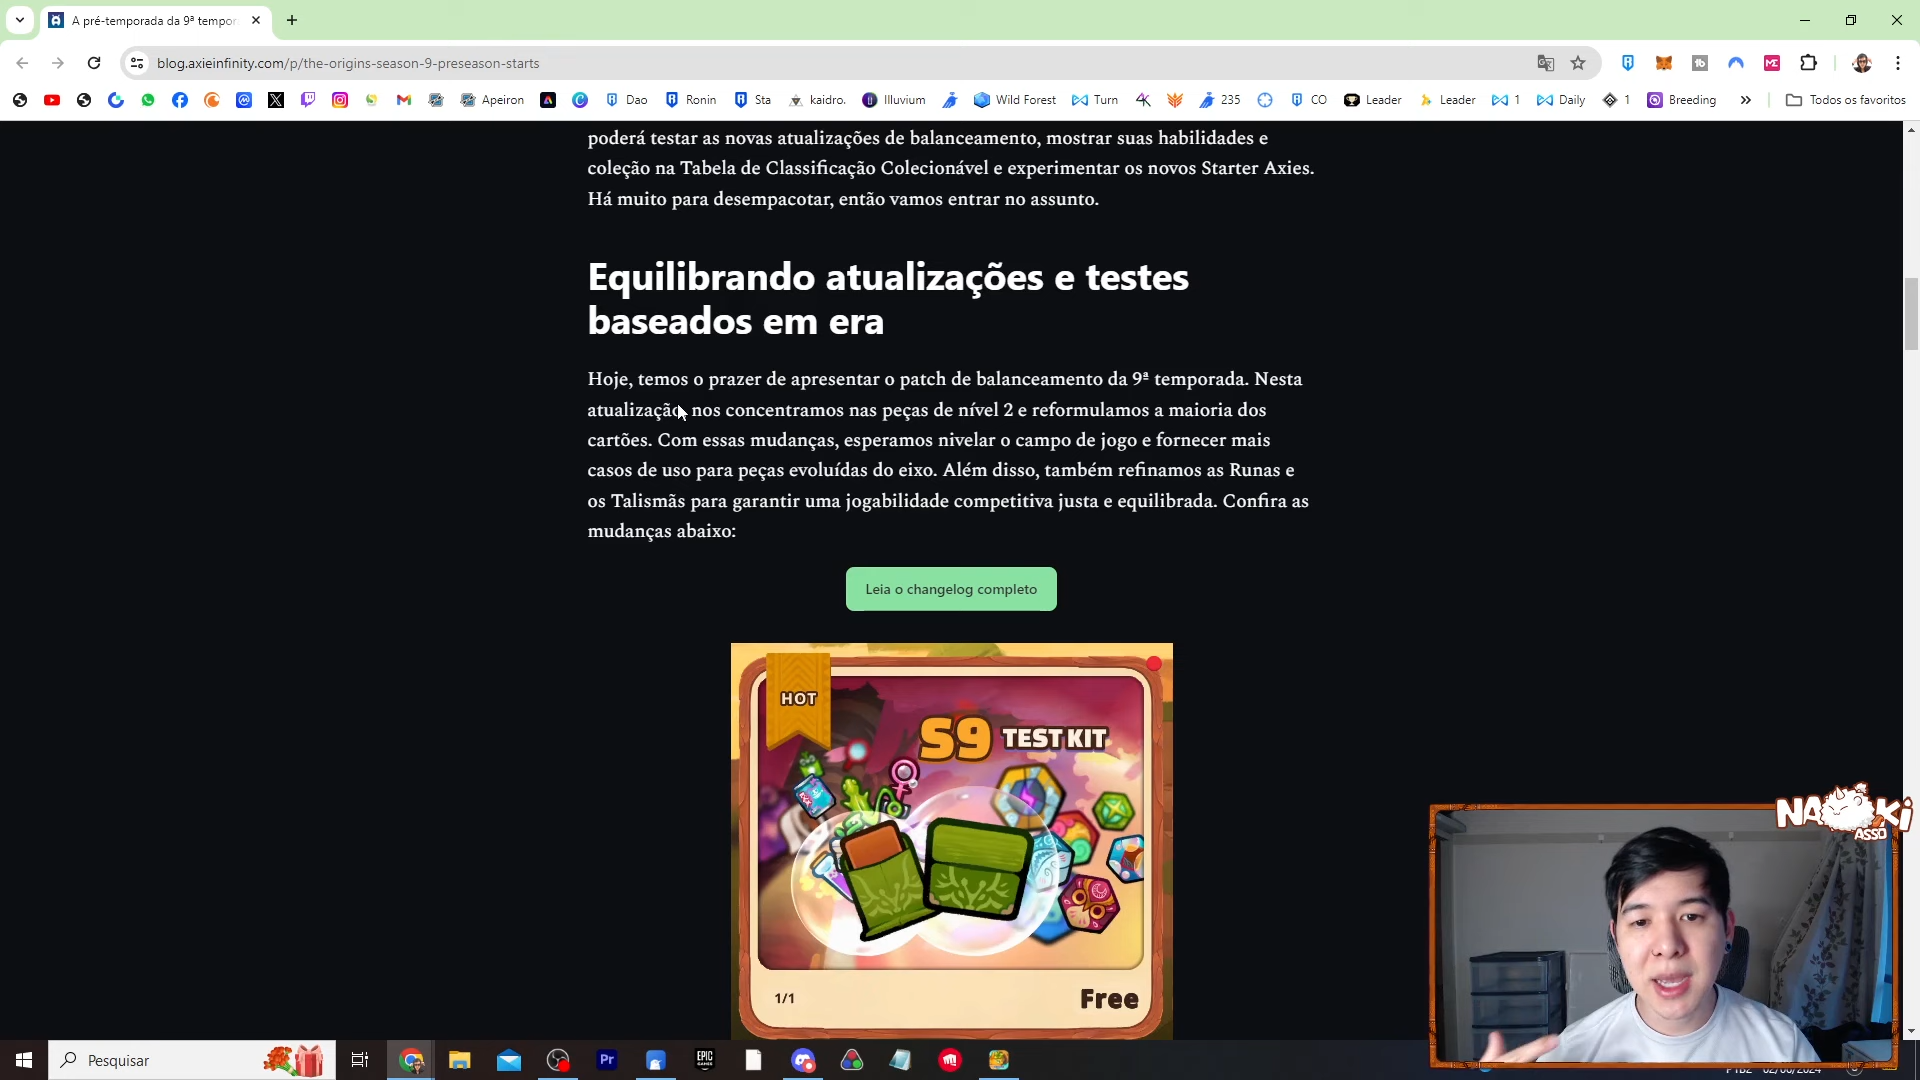 A pré-temporada da 9ª tempor
blog.axieinfinity.com/p/the-origins-season-9-preseason-starts
Apeiron
Dao
Ronin
Sta
kaidro.
Illuvium
Wild Forest
Turn
235
CO
Leader
Leader
1
Daily
1
Breeding
Todos os favoritos
poderá testar as novas atualizações de balanceamento, mostrar suas habilidades e
coleção na Tabela de Classificação Colecionável e experimentar os novos Starter Axies.
Há muito para desempacotar, então vamos entrar no assunto.
Equilibrando atualizações e testes
baseados em era
Hoje, temos o prazer de apresentar o patch de balanceamento da 9ª temporada. Nesta
atualização, nos concentramos nas peças de nível 2 e reformulamos a maioria dos
cartões. Com essas mudanças, esperamos nivelar o campo de jogo e fornecer mais
casos de uso para peças evoluídas do eixo. Além disso, também refinamos as Runas e
os Talismãs para garantir uma jogabilidade competitiva justa e equilibrada. Confira as
mudanças abaixo:
Leia o changelog completo
HOT
S9 TEST KIT
1/1
Free
NAOKI
ASSO
Pesquisar
Pr
EPIC
GAMES